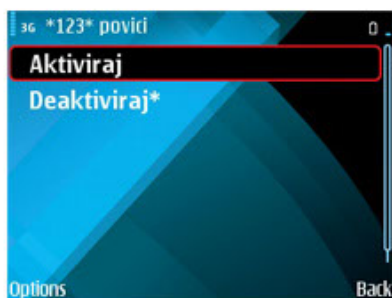 3G *123* povici
Aktiviraj
Deaktiviraj*
Options
Back